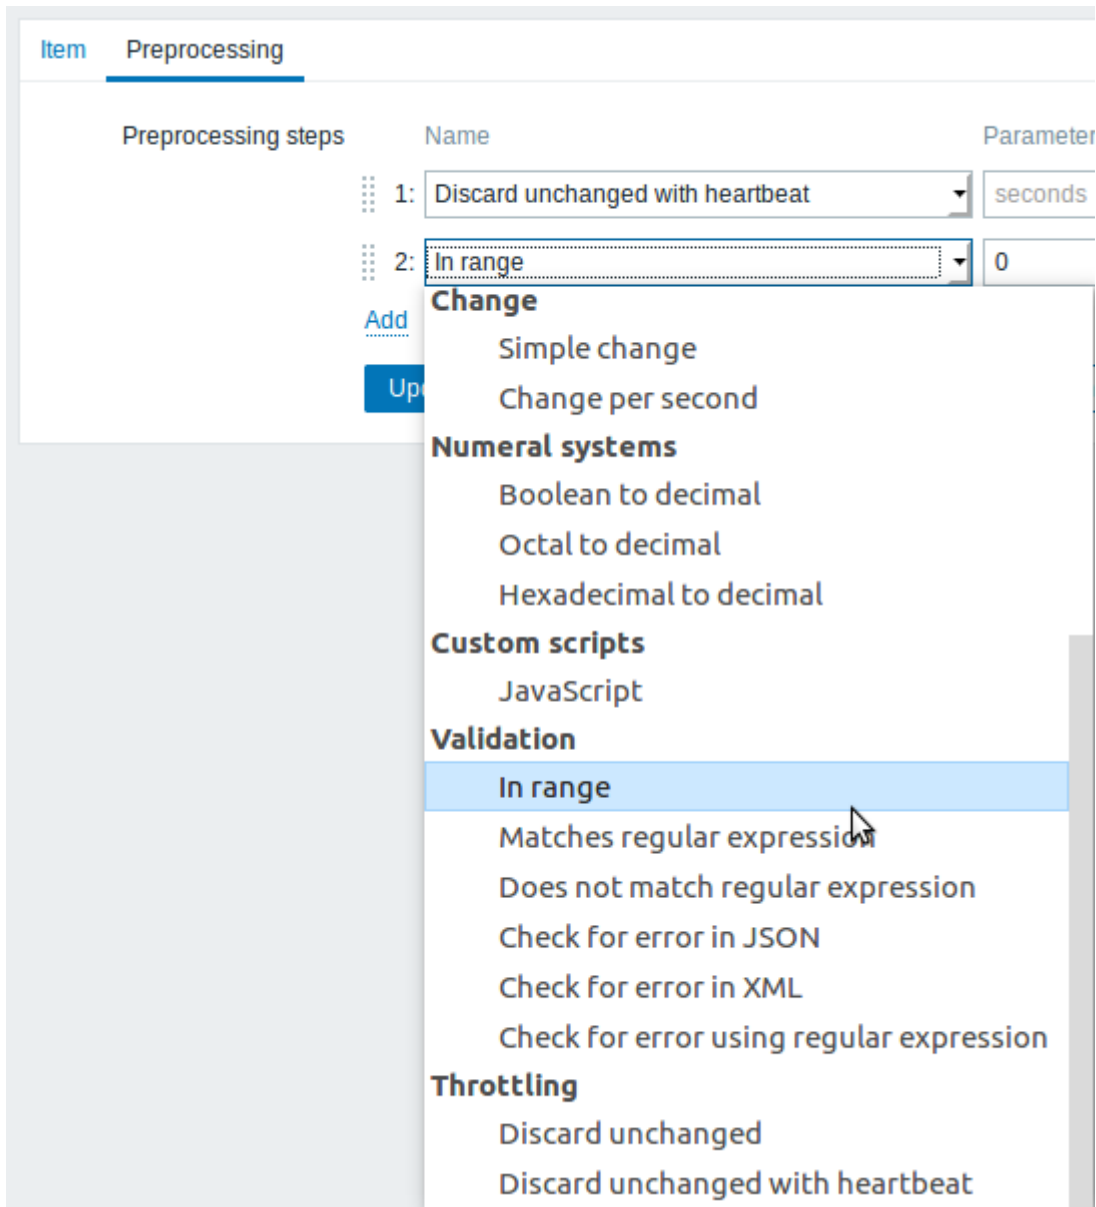 Item Preprocessing
Preprocessing steps Name Parameter
1: Discard unchanged with heartbeat seconds
2: In range 0
Add
Change
Simple change
Change per second
Numeral systems
Boolean to decimal
Octal to decimal
Hexadecimal to decimal
Custom scripts
JavaScript
Validation
In range
Matches regular expression
Does not match regular expression
Check for error in JSON
Check for error in XML
Check for error using regular expression
Throttling
Discard unchanged
Discard unchanged with heartbeat